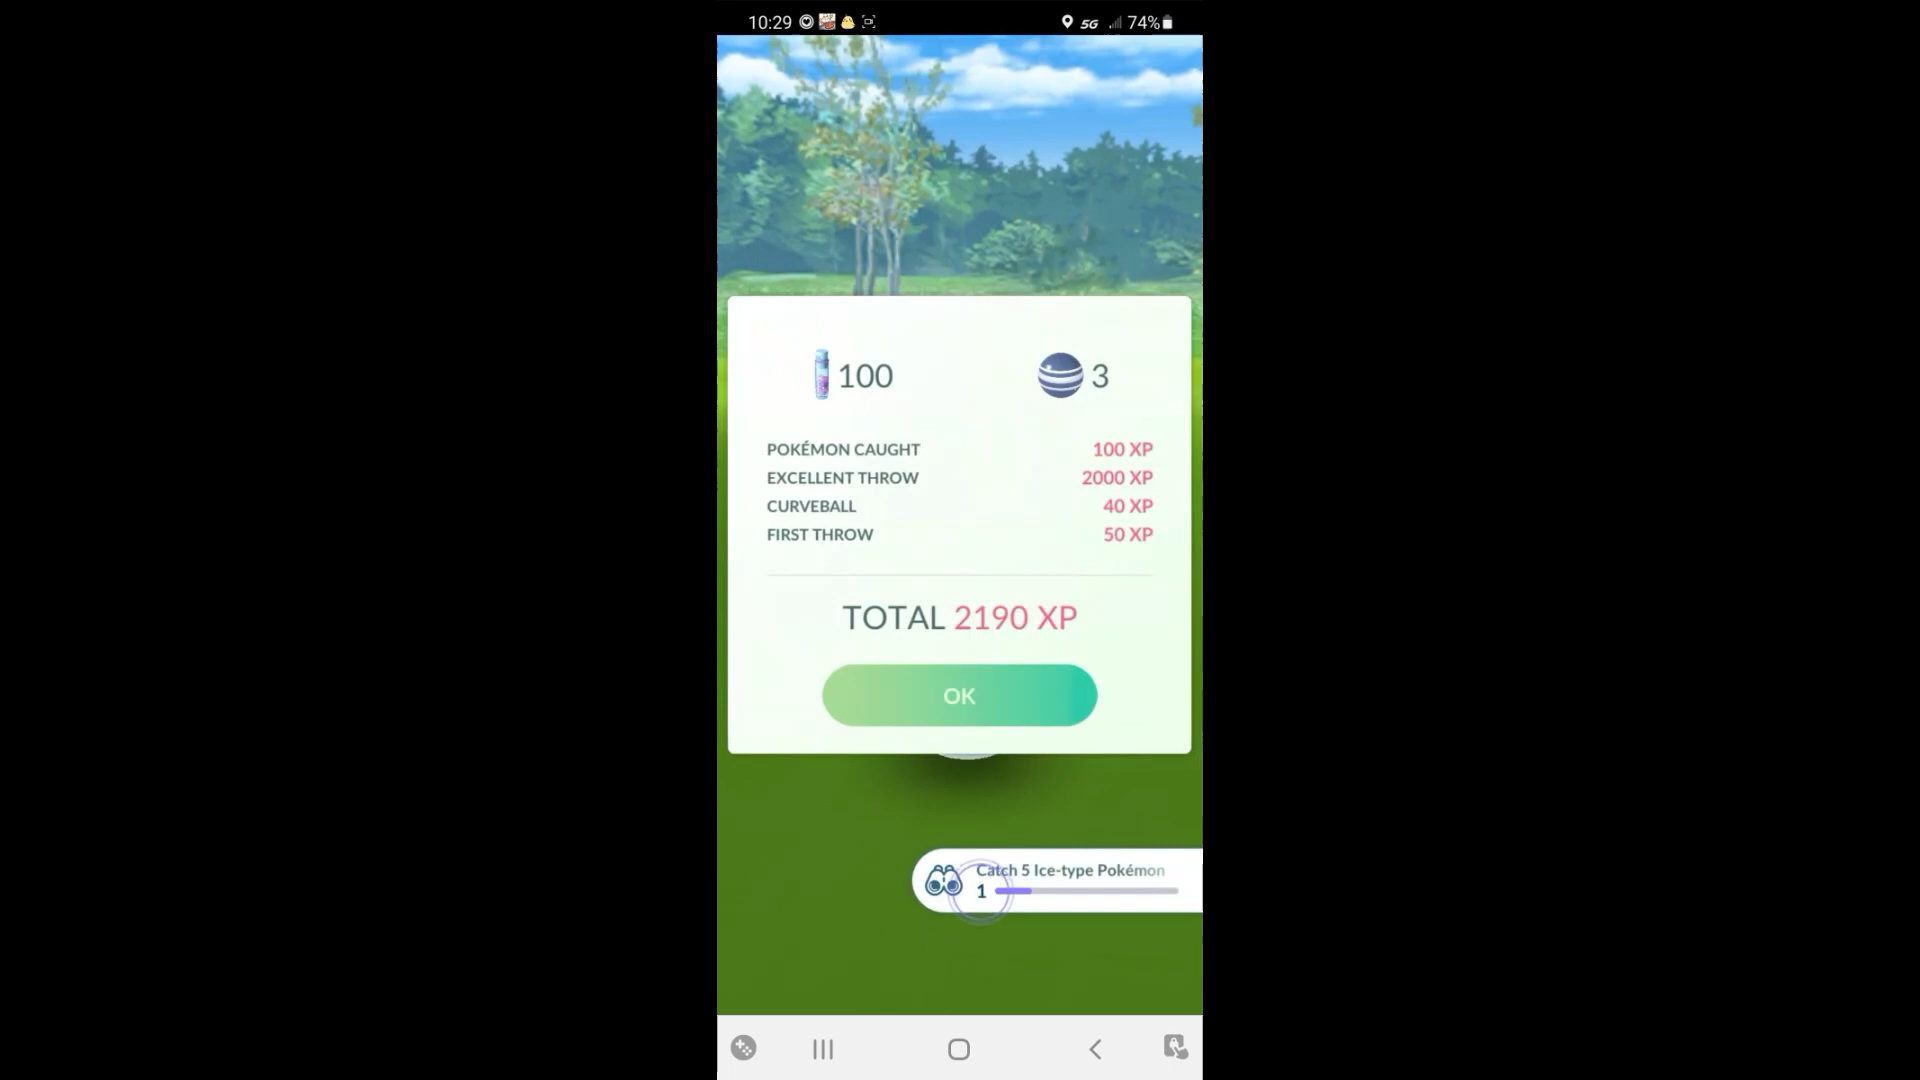 10:29 5G 74%
100 3
POKÉMON CAUGHT 100 XP
EXCELLENT THROW 2000 XP
CURVEBALL 40 XP
FIRST THROW 50 XP
TOTAL 2190 XP
OK
Catch 5 Ice-type Pokémon
1